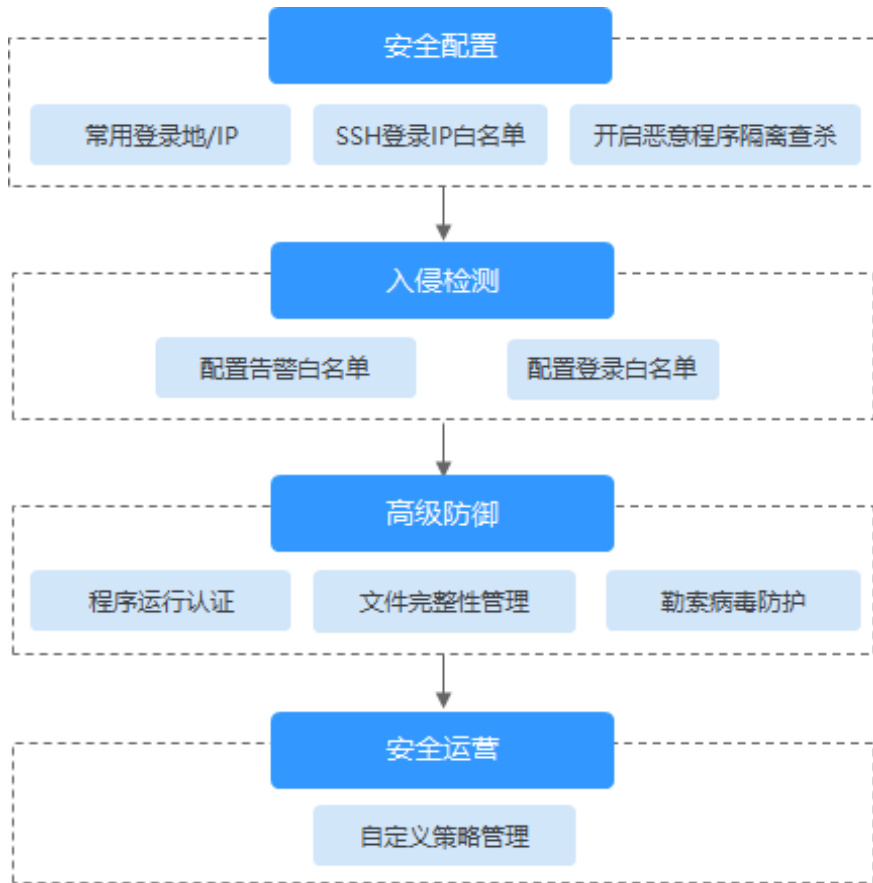 安全配置
常用登录地/IP
SSH登录IP白名单
开启恶意程序隔离查杀
入侵检测
配置告警白名单
配置登录白名单
高级防御
程序运行认证
文件完整性管理
勒索病毒防护
安全运营
自定义策略管理